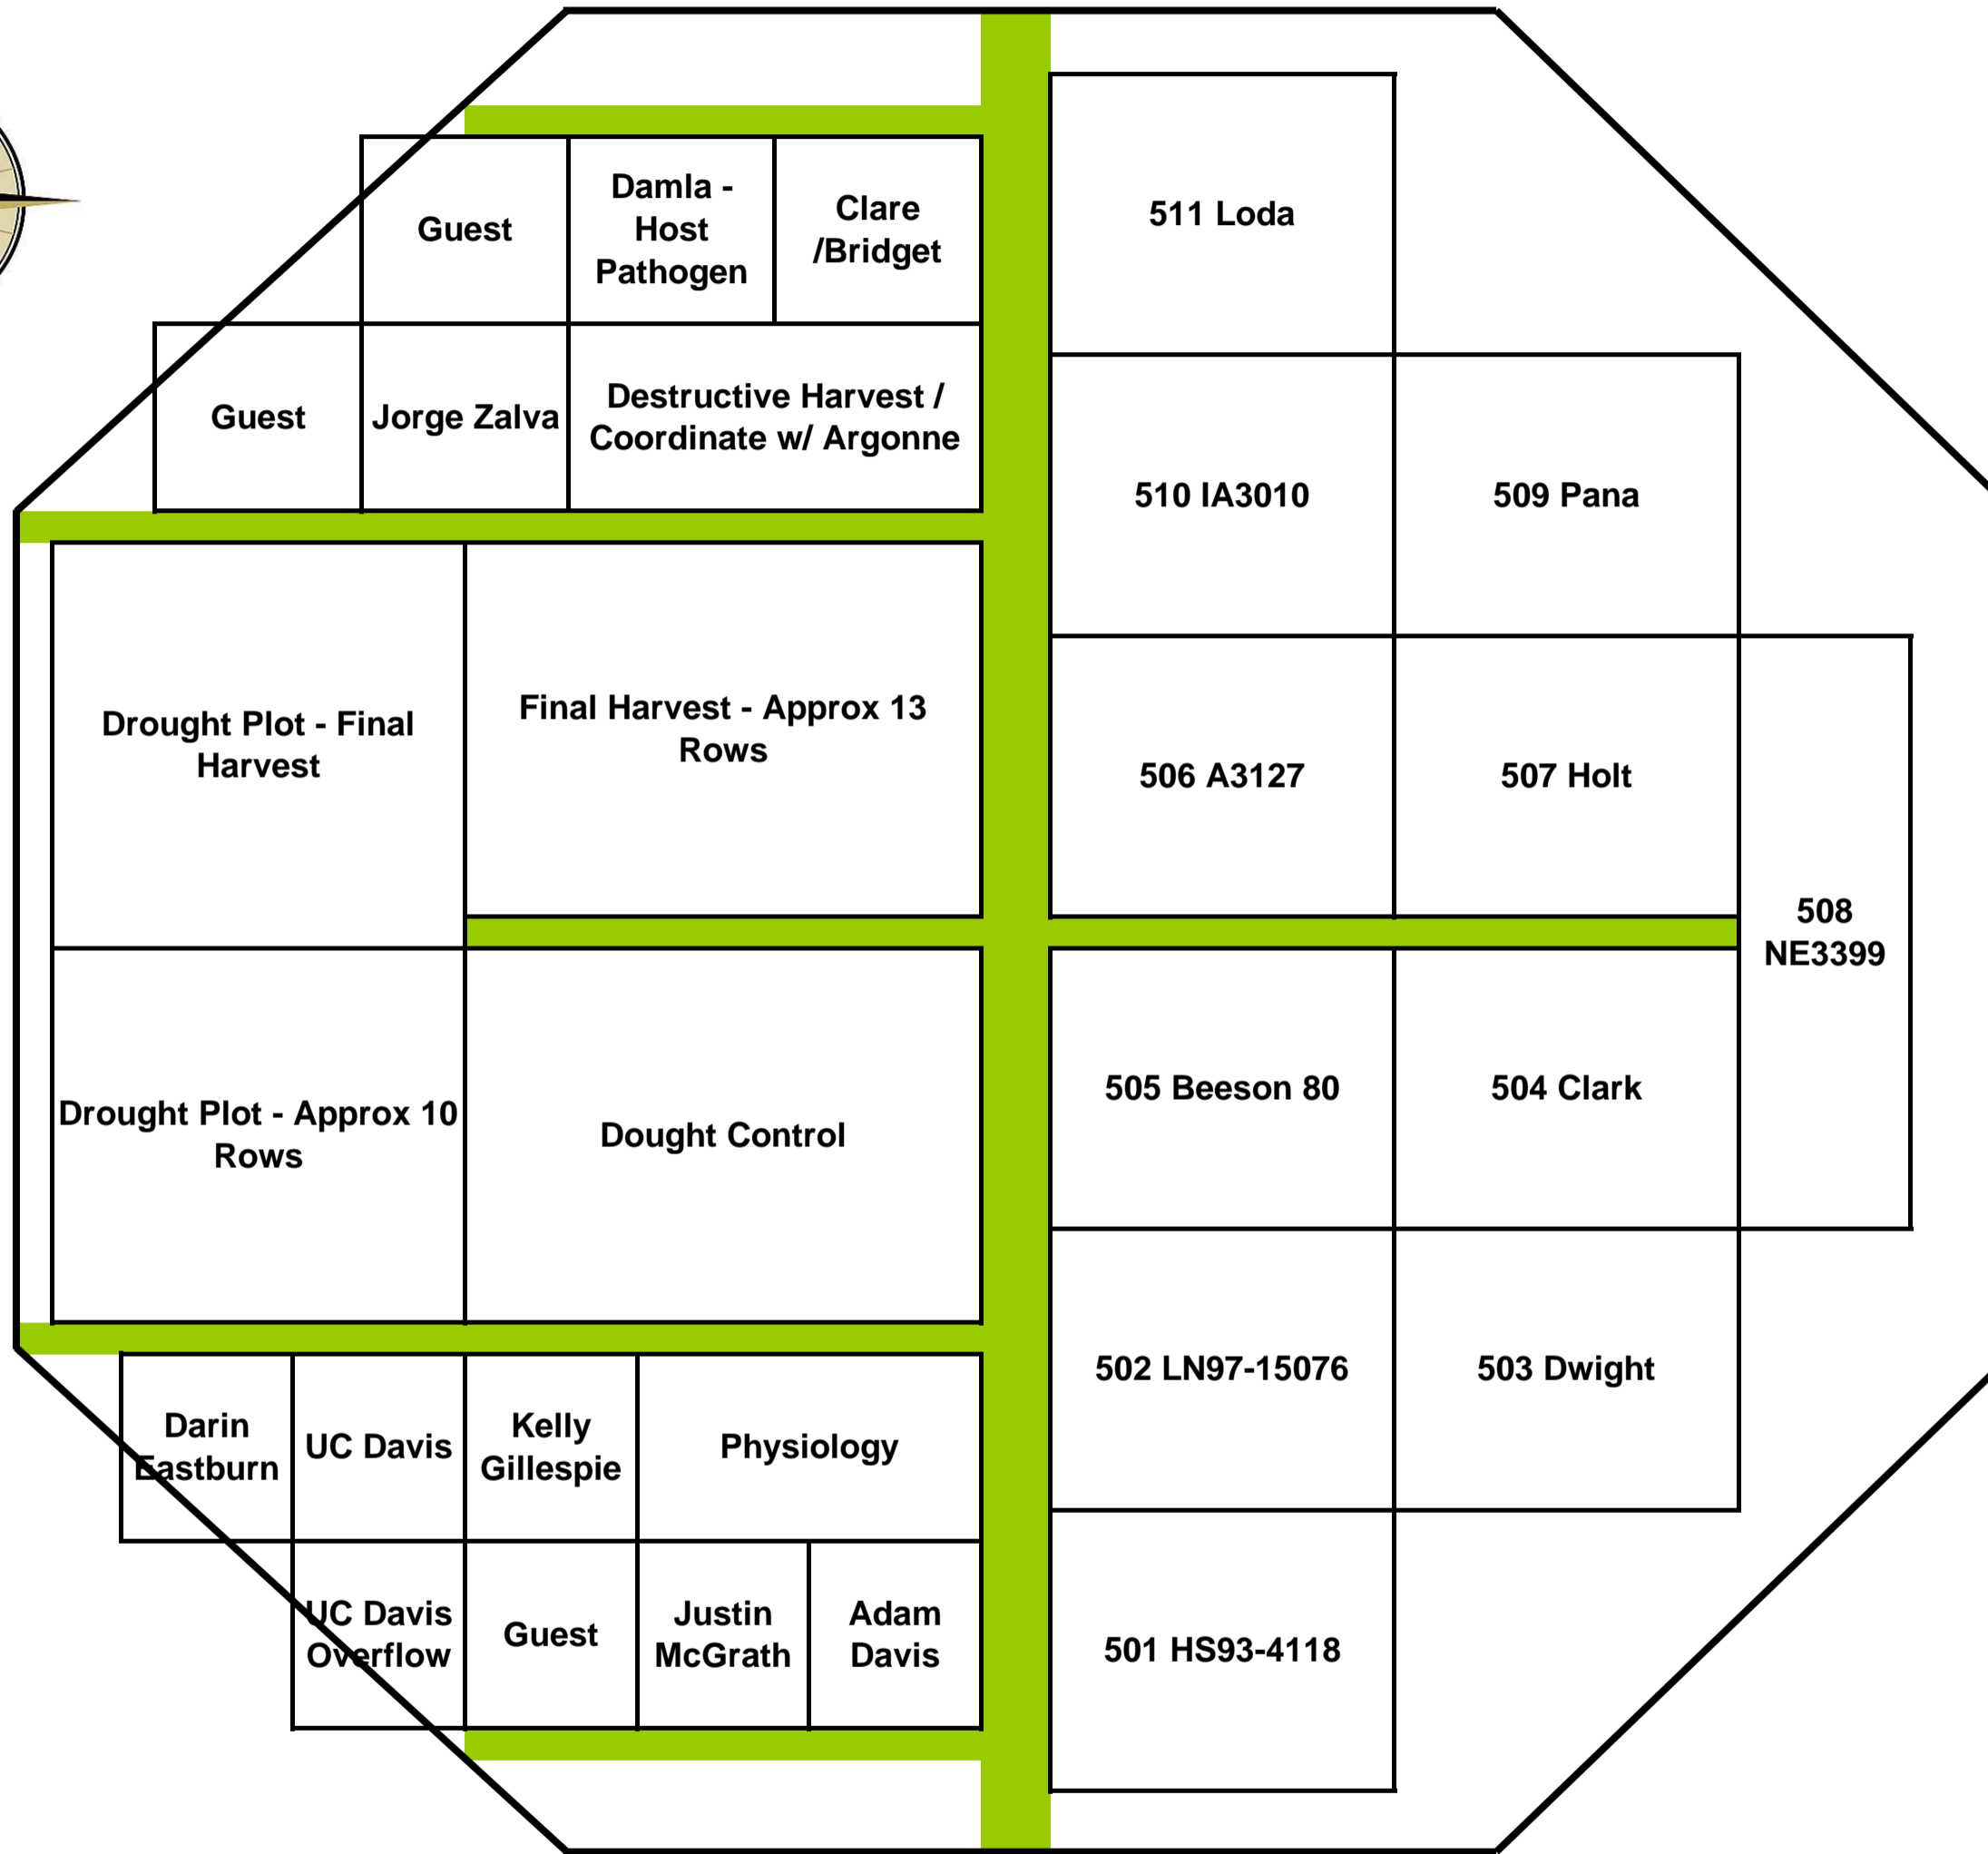 Guest
Damla -
Host
Pathogen
Clare
/Bridget
511 Loda
Guest
Jorge Zalva
Destructive Harvest /
Coordinate w/ Argonne
510 IA3010
509 Pana
Drought Plot - Final
Harvest
Final Harvest - Approx 13
Rows
506 A3127
507 Holt
508
NE3399
Drought Plot - Approx 10
Rows
Dought Control
505 Beeson 80
504 Clark
502 LN97-15076
503 Dwight
Darin
Eastburn
UC Davis
Kelly
Gillespie
Physiology
UC Davis
Overflow
Guest
Justin
McGrath
Adam
Davis
501 HS93-4118